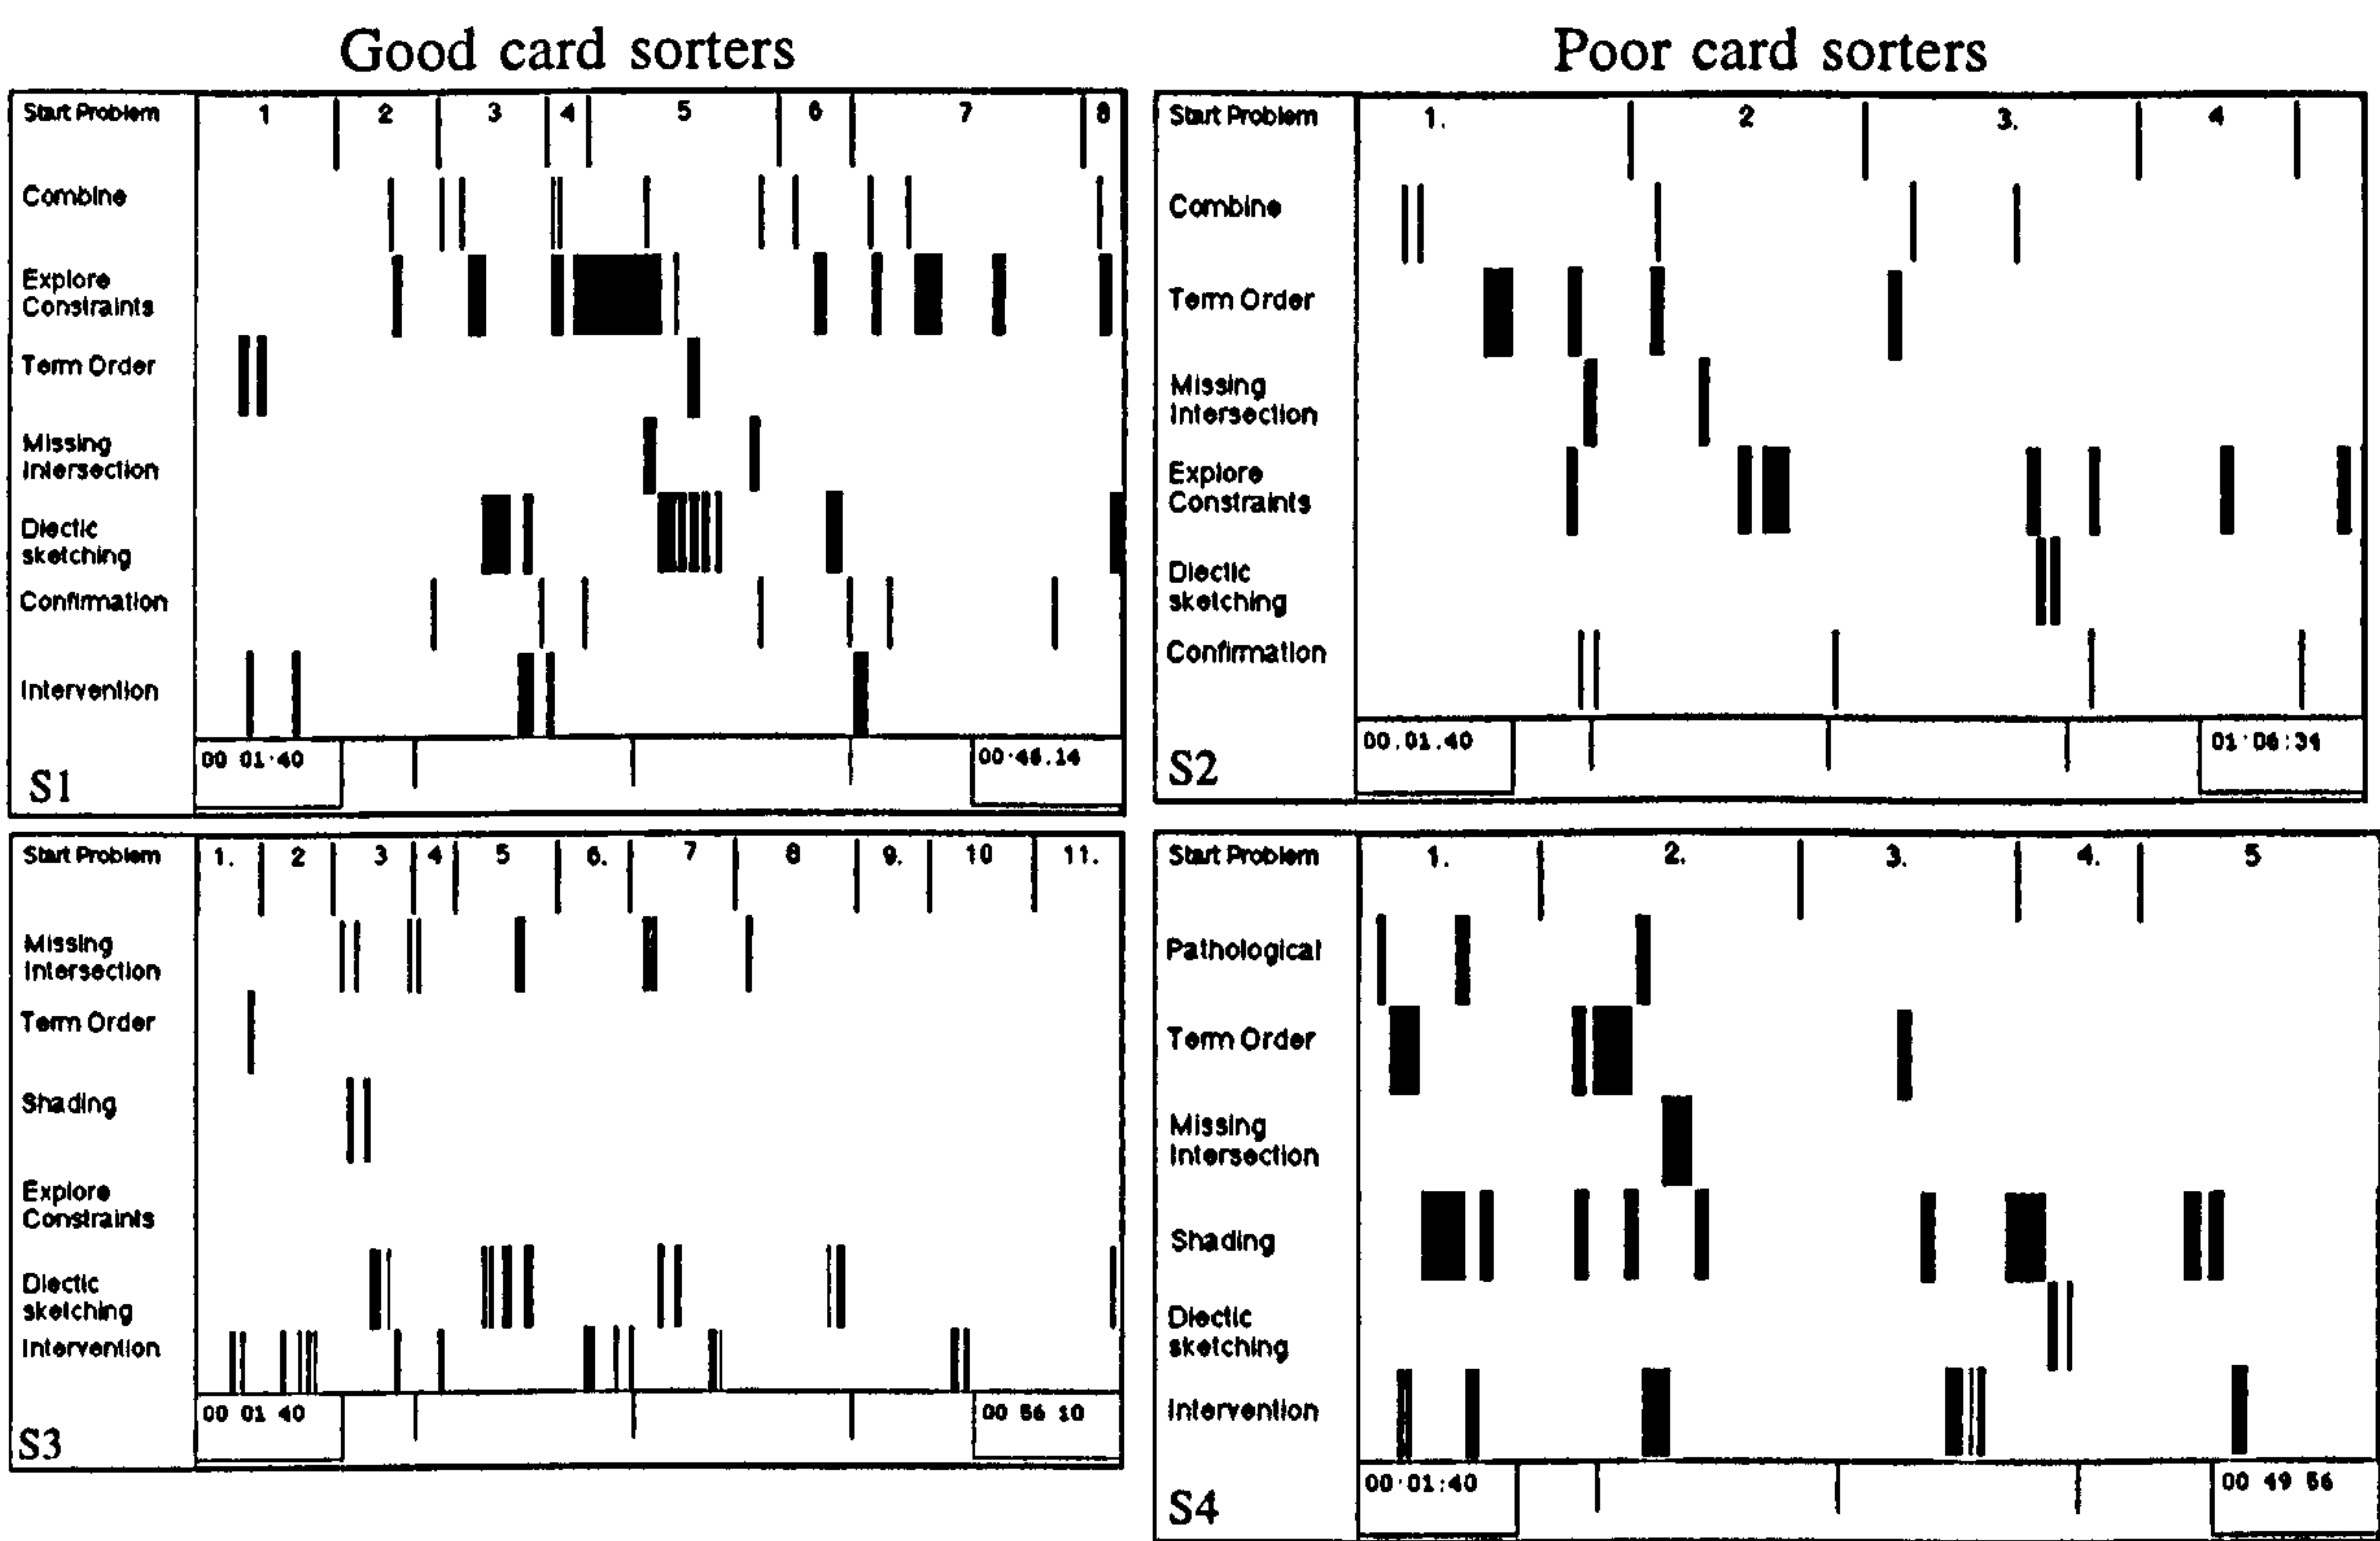 Good card sorters
Poor card sorters
Start Problem 1 2 3 4 5 6 7 8
Combine
Explore
Constraints
Term Order
Missing
Intersection
Diectic
sketching
Confirmation
Intervention
00 01·40
00·46.14
S1
Start Problem 1. 2 3. 4
Combine
Term Order
Missing
Intersection
Explore
Constraints
Diectic
sketching
Confirmation
00.01.40
01·06:34
S2
Start Problem 1. 2 3 4 5 6. 7 8 9. 10 11.
Missing
Intersection
Term Order
Shading
Explore
Constraints
Diectic
sketching
Intervention
00 01 40
00 56 10
S3
Start Problem 1. 2. 3. 4. 5
Pathological
Term Order
Missing
Intersection
Shading
Diectic
sketching
Intervention
00·01:40
00 49 56
S4